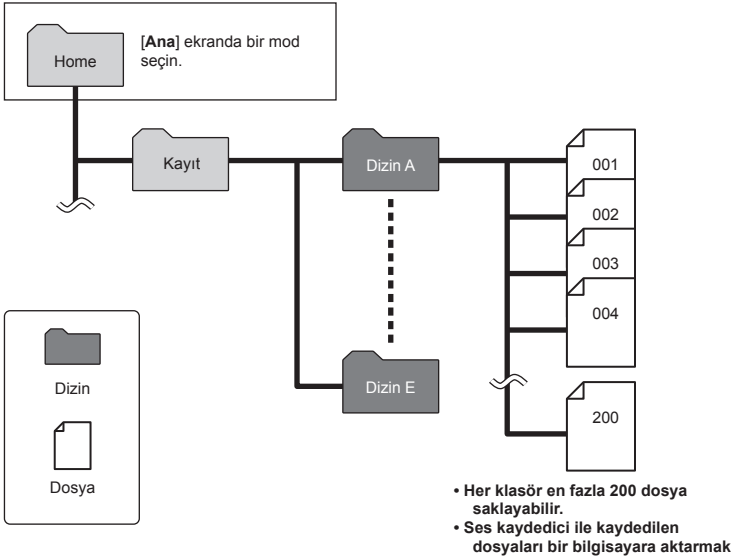 Home
[Ana] ekranda bir mod
seçin.
Kayıt
Dizin A
001
002
003
004
Dizin E
200
Dizin
Dosya
• Her klasör en fazla 200 dosya
saklayabilir.
• Ses kaydedici ile kaydedilen
dosyaları bir bilgisayara aktarmak